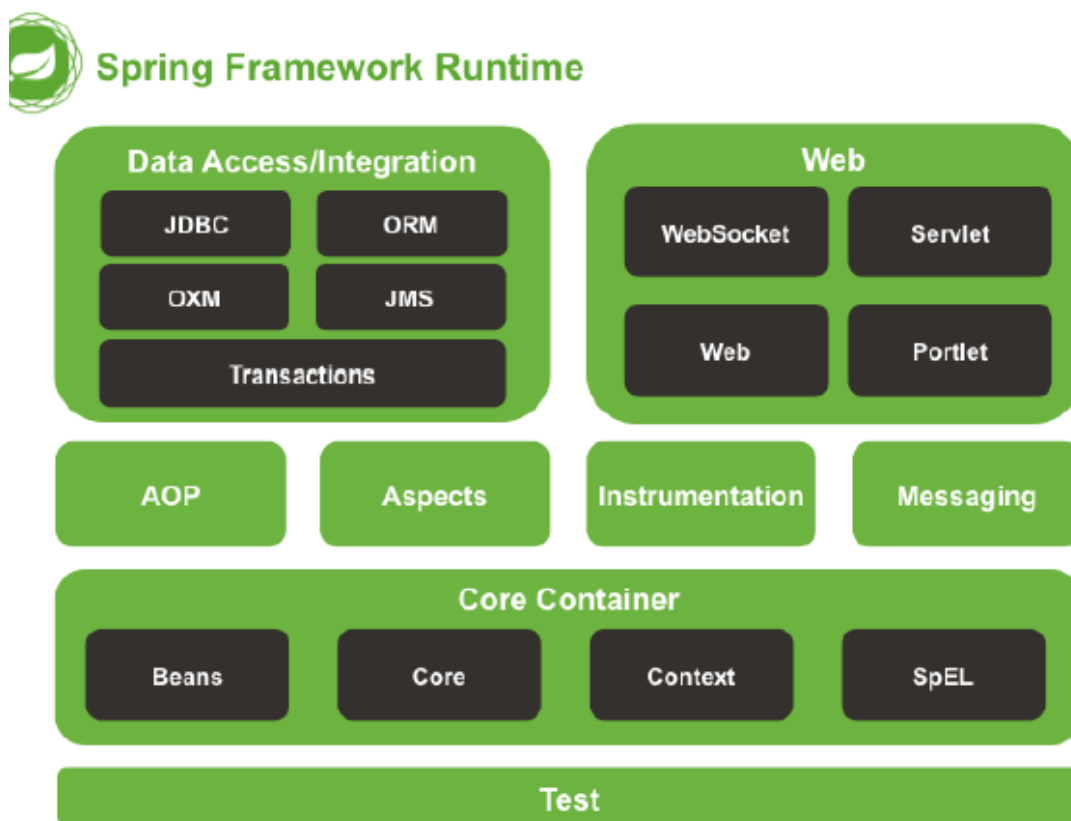 Spring Framework Runtime
Data Access/Integration
JDBC
ORM
OXM
JMS
Transactions
Web
WebSocket
Servlet
Web
Portlet
AOP
Aspects
Instrumentation
Messaging
Core Container
Beans
Core
Context
SpEL
Test